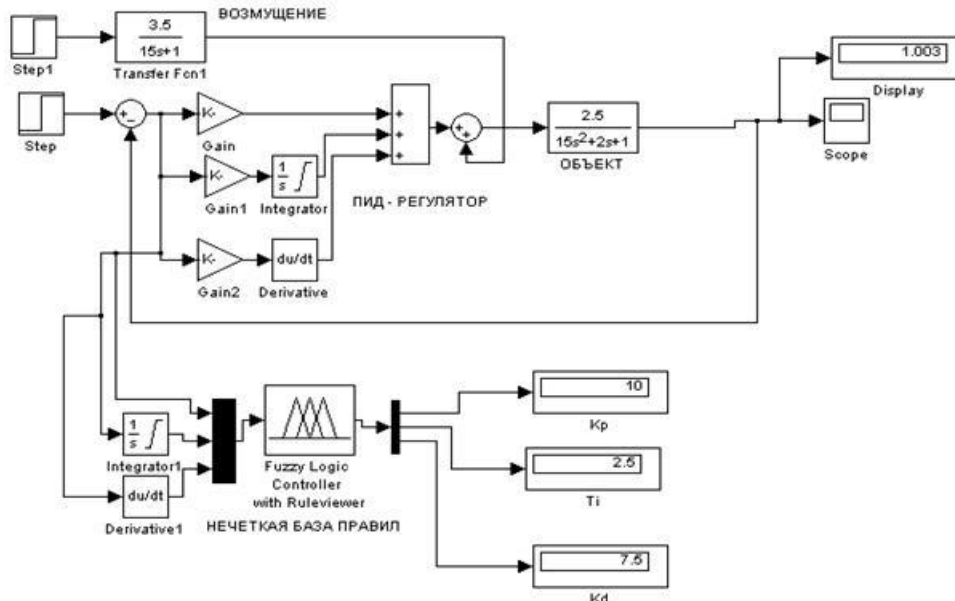 ВОЗМУЩЕНИЕ
3.5
15s+1
Step1
Transfer Fcn1
1.003
Display
Step
K-
Gain
K-
Gain1
1
s
Integrator
K-
Gain2
du/dt
Derivative
ПИД - РЕГУЛЯТОР
2.5
15s²+2s+1
ОБЪЕКТ
Scope
1
s
Integrator1
du/dt
Derivative1
Fuzzy Logic
Controller
with Ruleviewer
НЕЧЕТКАЯ БАЗА ПРАВИЛ
10
Kp
2.5
Ti
7.5
Kd